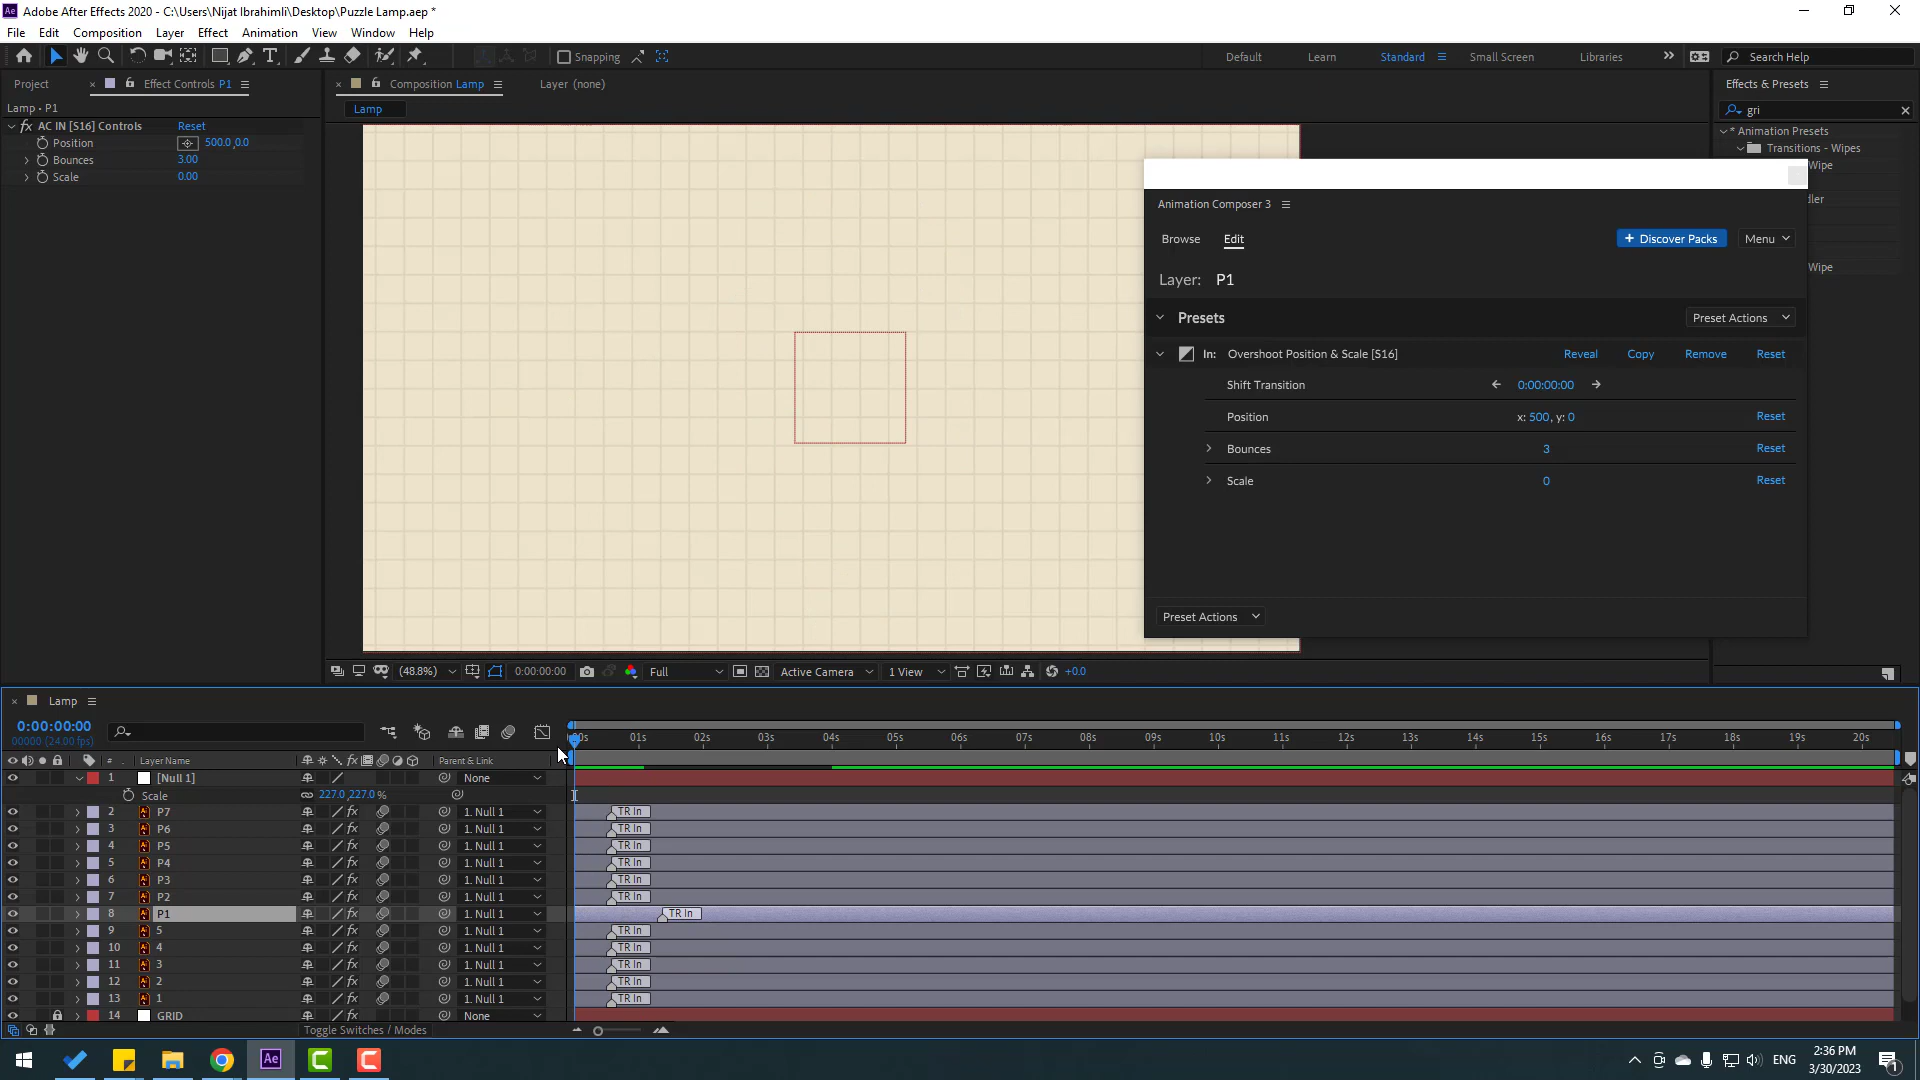 Adobe After Effects 2020 - C:\Users\Nijat Ibrahimli\Desktop\Puzzle Lamp.aep *
File Edit Composition Layer Effect Animation View Window Help
Snapping Default Learn Standard Small Screen Libraries Search Help
Project Effect Controls P1 Composition Lamp Layer (none) Effects & Presets
Lamp • P1 Lamp gri
fx AC IN [S16] Controls Reset
Position 500.0,0.0
Bounces 3.00
Scale 0.00
* Animation Presets
Transitions - Wipes
Wipe
Wipe
Animation Composer 3
Browse Edit + Discover Packs Menu
Layer: P1
Presets Preset Actions
In: Overshoot Position & Scale [S16] Reveal Copy Remove Reset
Shift Transition 0:00:00:00
Position x: 500, y: 0 Reset
Bounces 3 Reset
Scale 0 Reset
Preset Actions
(48.8%) 0:00:00:00 Full Active Camera 1 View +0.0
Lamp
0:00:00:00
00000 (24.00 fps)
01s 02s 03s 04s 05s 06s 07s 08s 09s 10s 11s 12s 13s 14s 15s 16s 17s 18s 19s 20s
# Layer Name Parent & Link
1 [Null 1] None
Scale 227.0,227.0 %
2 P7 1. Null 1 TR In
3 P6 1. Null 1 TR In
4 P5 1. Null 1 TR In
5 P4 1. Null 1 TR In
6 P3 1. Null 1 TR In
7 P2 1. Null 1 TR In
8 P1 1. Null 1 TR In
9 5 1. Null 1 TR In
10 4 1. Null 1 TR In
11 3 1. Null 1 TR In
12 2 1. Null 1 TR In
13 1 1. Null 1 TR In
14 GRID None
Toggle Switches / Modes
ENG 2:36 PM
3/30/2023